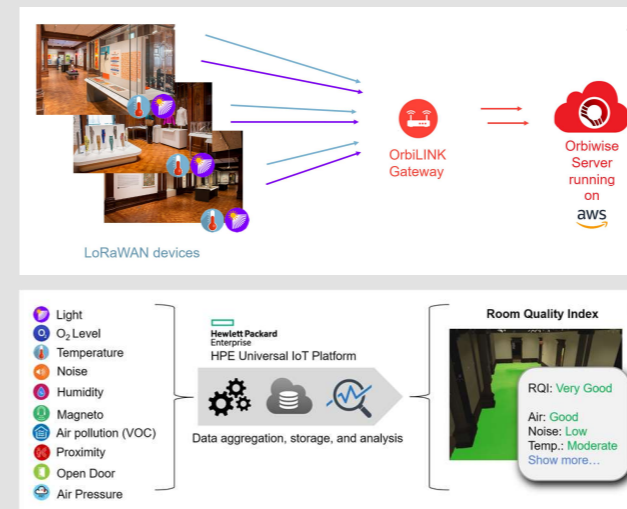 OrbiLINK
Gateway
Orbiwise
Server
running
on
aws
LoRaWAN devices
Light
O₂ Level
Temperature
Noise
Humidity
Magneto
Air pollution (VOC)
Proximity
Open Door
Air Pressure
Hewlett Packard
Enterprise
HPE Universal IoT Platform
Data aggregation, storage, and analysis
Room Quality Index
RQI: Very Good
Air: Good
Noise: Low
Temp.: Moderate
Show more…